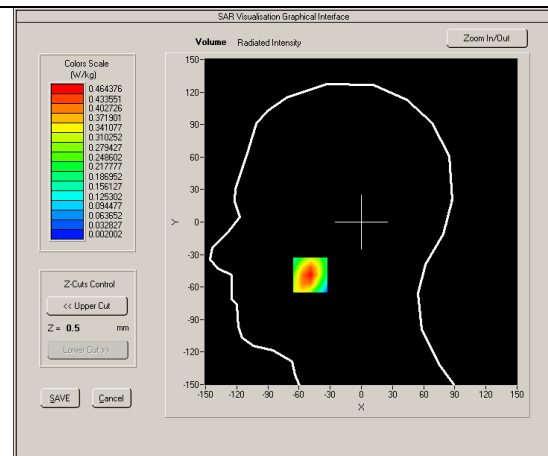 SAR Visualisation Graphical Interface
Volume Radiated Intensity
Zoom In/Out
Colors Scale
(W/kg)
0.464376
0.433551
0.402726
0.371901
0.341077
0.310252
0.279427
0.248602
0.217777
0.186952
0.156127
0.125302
0.094477
0.063652
0.032827
0.002002
Z-Cuts Control
<< Upper Cut
Z = 0.5 mm
Lower Cut >>
SAVE Cancel
150
120
90
60
30
0
-30
-60
-90
-120
-150
Y
-150 -120 -90 -60 -30 0 30 60 90 120 150
X